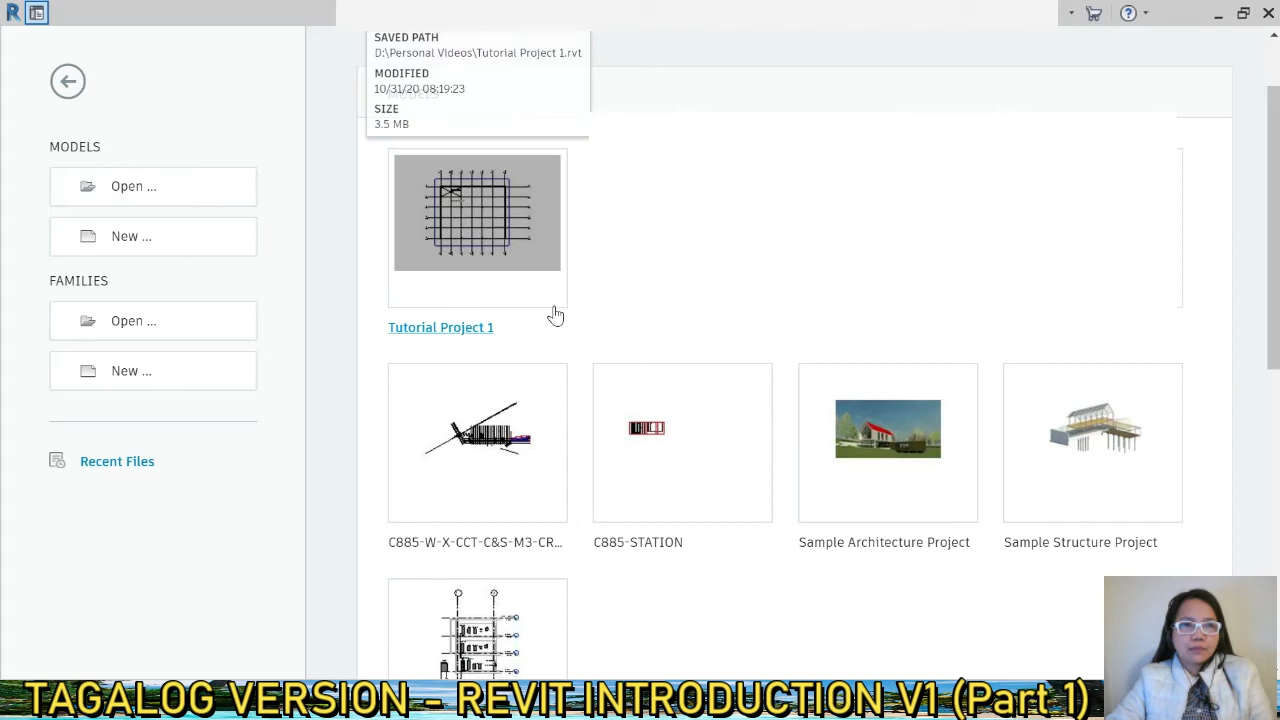 SAVED PATH
D:\Personal Videos\Tutorial Project 1.rvt
MODIFIED
10/31/20 08:19:23
SIZE
3.5 MB
MODELS
Open ...
New ...
FAMILIES
Open ...
New ...
Recent Files
MODELS
Tutorial Project 1
C885-W-X-CCT-C&S-M3-CR...
C885-STATION
Sample Architecture Project
Sample Structure Project
TAGALOG VERSION - REVIT INTRODUCTION V1 (Part 1)